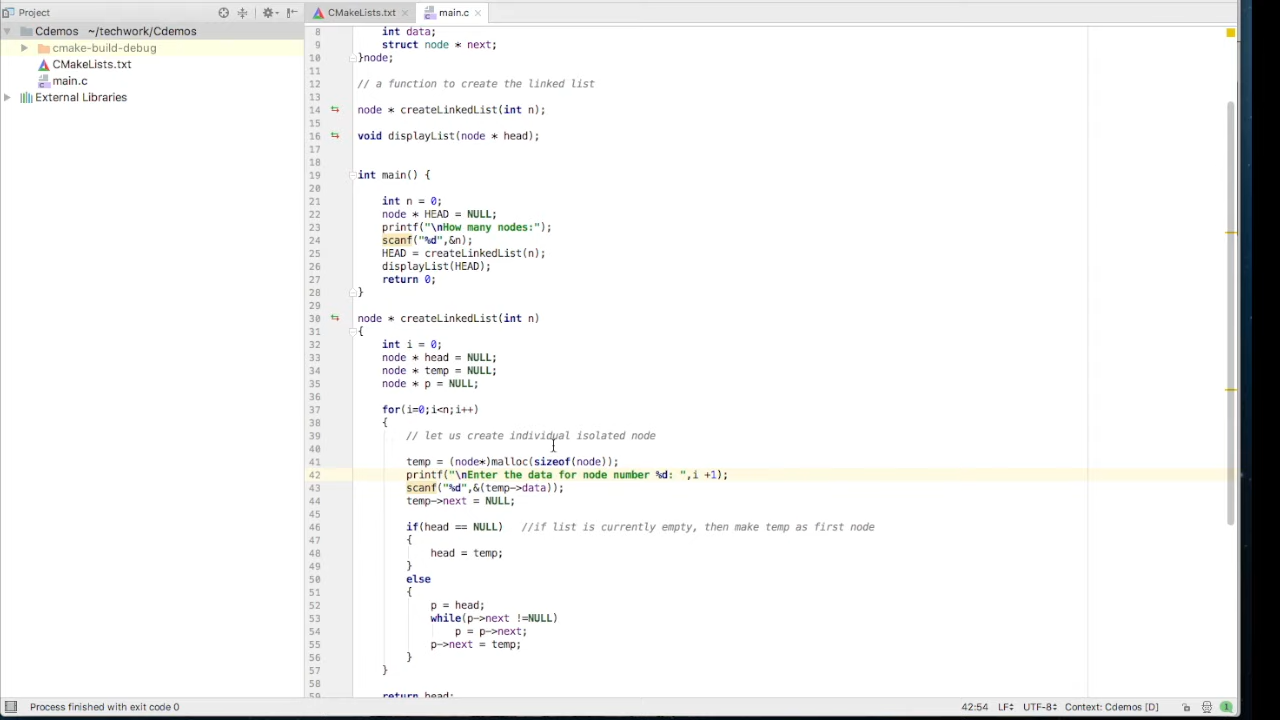 Project
CMakeLists.txt
main.c
Cdemos ~/techwork/Cdemos
cmake-build-debug
CMakeLists.txt
main.c
External Libraries
8 int data;
9 struct node * next;
10 }node;
11
12 // a function to create the linked list
13
14 node * createLinkedList(int n);
15
16 void displayList(node * head);
17
18
19 int main() {
20
21 int n = 0;
22 node * HEAD = NULL;
23 printf("\nHow many nodes:");
24 scanf("%d",&n);
25 HEAD = createLinkedList(n);
26 displayList(HEAD);
27 return 0;
28 }
29
30 node * createLinkedList(int n)
31 {
32 int i = 0;
33 node * head = NULL;
34 node * temp = NULL;
35 node * p = NULL;
36
37 for(i=0;i<n;i++)
38 {
39 // let us create individual isolated node
40
41 temp = (node*)malloc(sizeof(node));
42 printf("\nEnter the data for node number %d: ",i +1);
43 scanf("%d",&(temp->data));
44 temp->next = NULL;
45
46 if(head == NULL) //if list is currently empty, then make temp as first node
47 {
48 head = temp;
49 }
50 else
51 {
52 p = head;
53 while(p->next !=NULL)
54 p = p->next;
55 p->next = temp;
56 }
57 }
58
59 return head;
Process finished with exit code 0
42:54 LF UTF-8 Context: Cdemos [D]
1